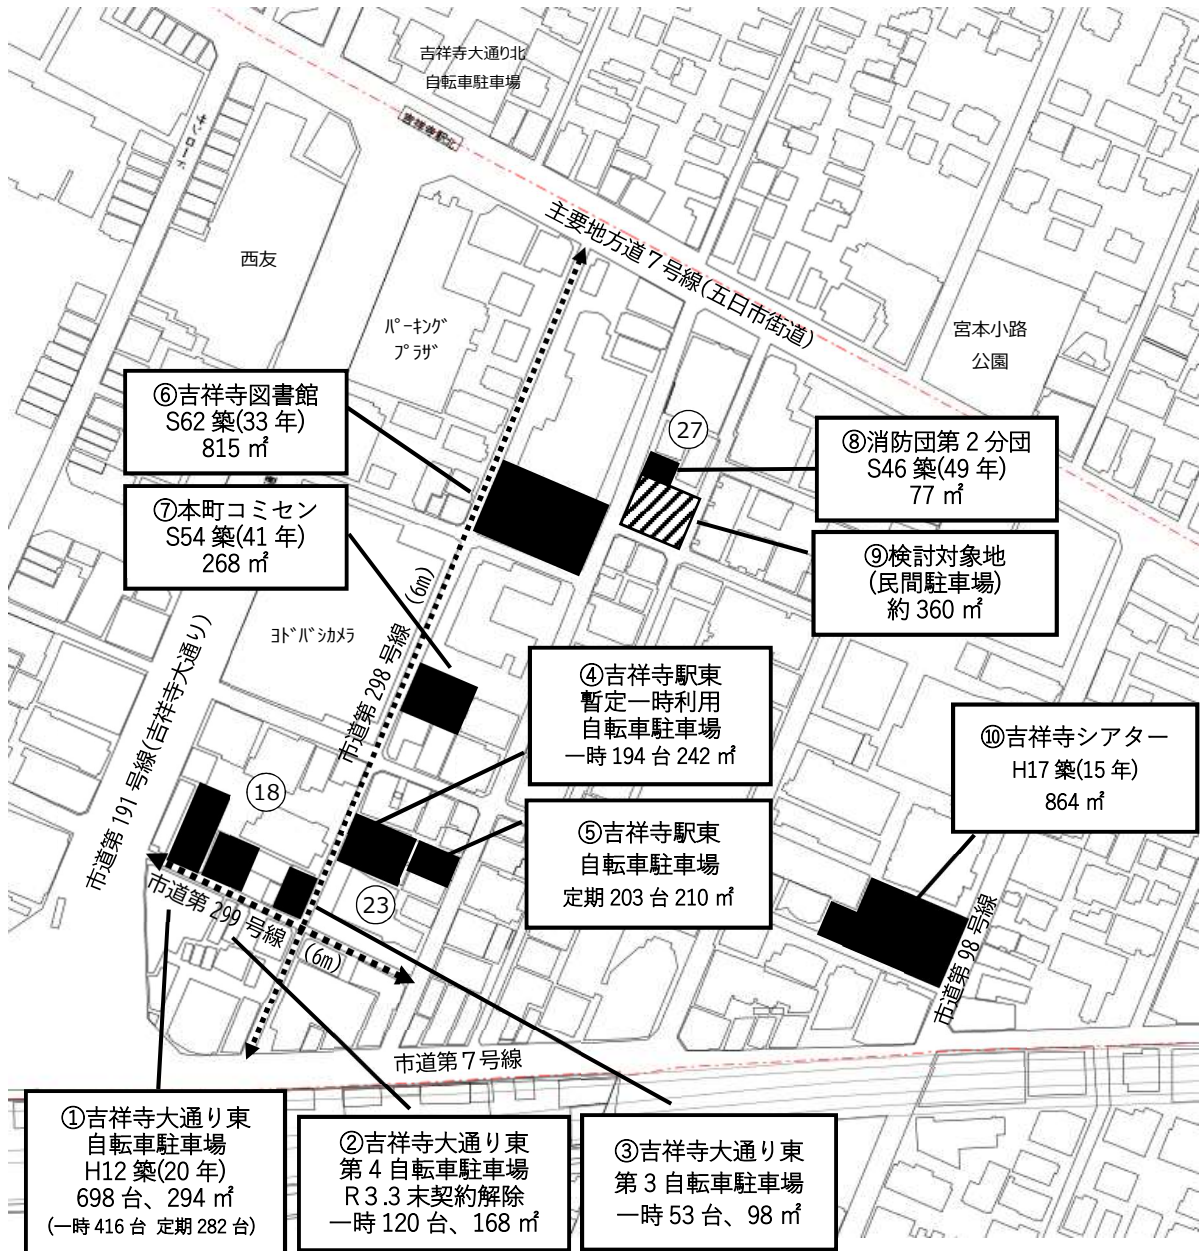 吉祥寺大通り北
自転車駐車場
吉祥寺駅北
サンロード
西友
主要地方道7号線(五日市街道)
パーキング
プラザ
宮本小路
公園
⑥吉祥寺図書館
S62 築(33 年)
815 ㎡
㉗
⑧消防団第 2 分団
S46 築(49 年)
77 ㎡
⑦本町コミセン
S54 築(41 年)
268 ㎡
⑨検討対象地
(民間駐車場)
約 360 ㎡
ヨドバシカメラ
市道第 298 号線
(6m)
市道第 191 号線(吉祥寺大通り)
④吉祥寺駅東
暫定一時利用
自転車駐車場
一時 194 台 242 ㎡
⑩吉祥寺シアター
H17 築(15 年)
864 ㎡
⑱
⑤吉祥寺駅東
自転車駐車場
定期 203 台 210 ㎡
㉓
市道第 299 号線
(6m)
市道第 98 号線
市道第7号線
①吉祥寺大通り東
自転車駐車場
H12 築(20 年)
698 台、294 ㎡
(一時 416 台 定期 282 台)
②吉祥寺大通り東
第 4 自転車駐車場
R3.3 末契約解除
一時 120 台、168 ㎡
③吉祥寺大通り東
第 3 自転車駐車場
一時 53 台、98 ㎡